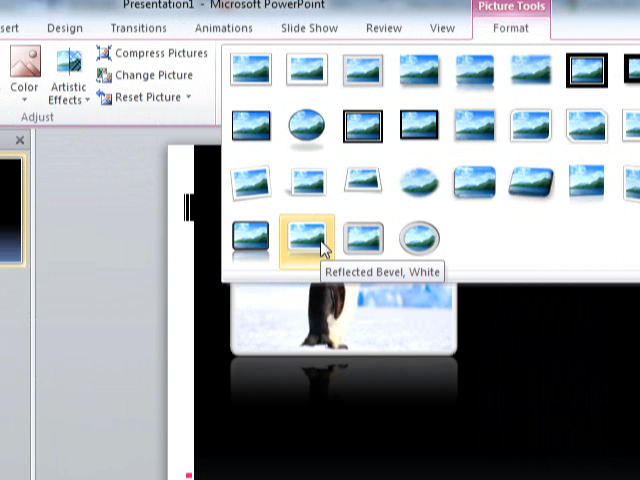 Presentation1 - Microsoft PowerPoint
Picture Tools
sert Design Transitions Animations Slide Show Review View Format
Color
Artistic
Effects
Compress Pictures
Change Picture
Reset Picture
Adjust
Reflected Bevel, White